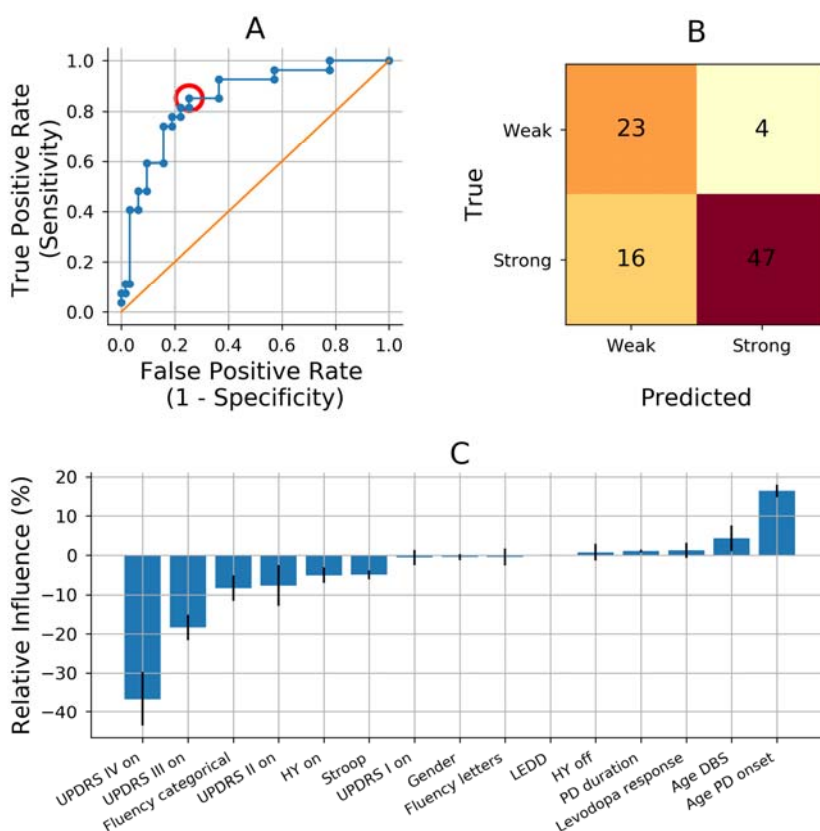 A
True Positive Rate
(Sensitivity)
1.0
0.8
0.6
0.4
0.2
0.0
0.0 0.2 0.4 0.6 0.8 1.0
False Positive Rate
(1 - Specificity)
B
True
Weak
Strong
23 4
16 47
Weak Strong
Predicted
C
Relative Influence (%)
20
10
0
−10
−20
−30
−40
UPDRS IV on
UPDRS III on
Fluency categorical
UPDRS II on
HY on
Stroop
UPDRS I on
Gender
Fluency letters
LEDD
HY off
PD duration
Levodopa response
Age DBS
Age PD onset